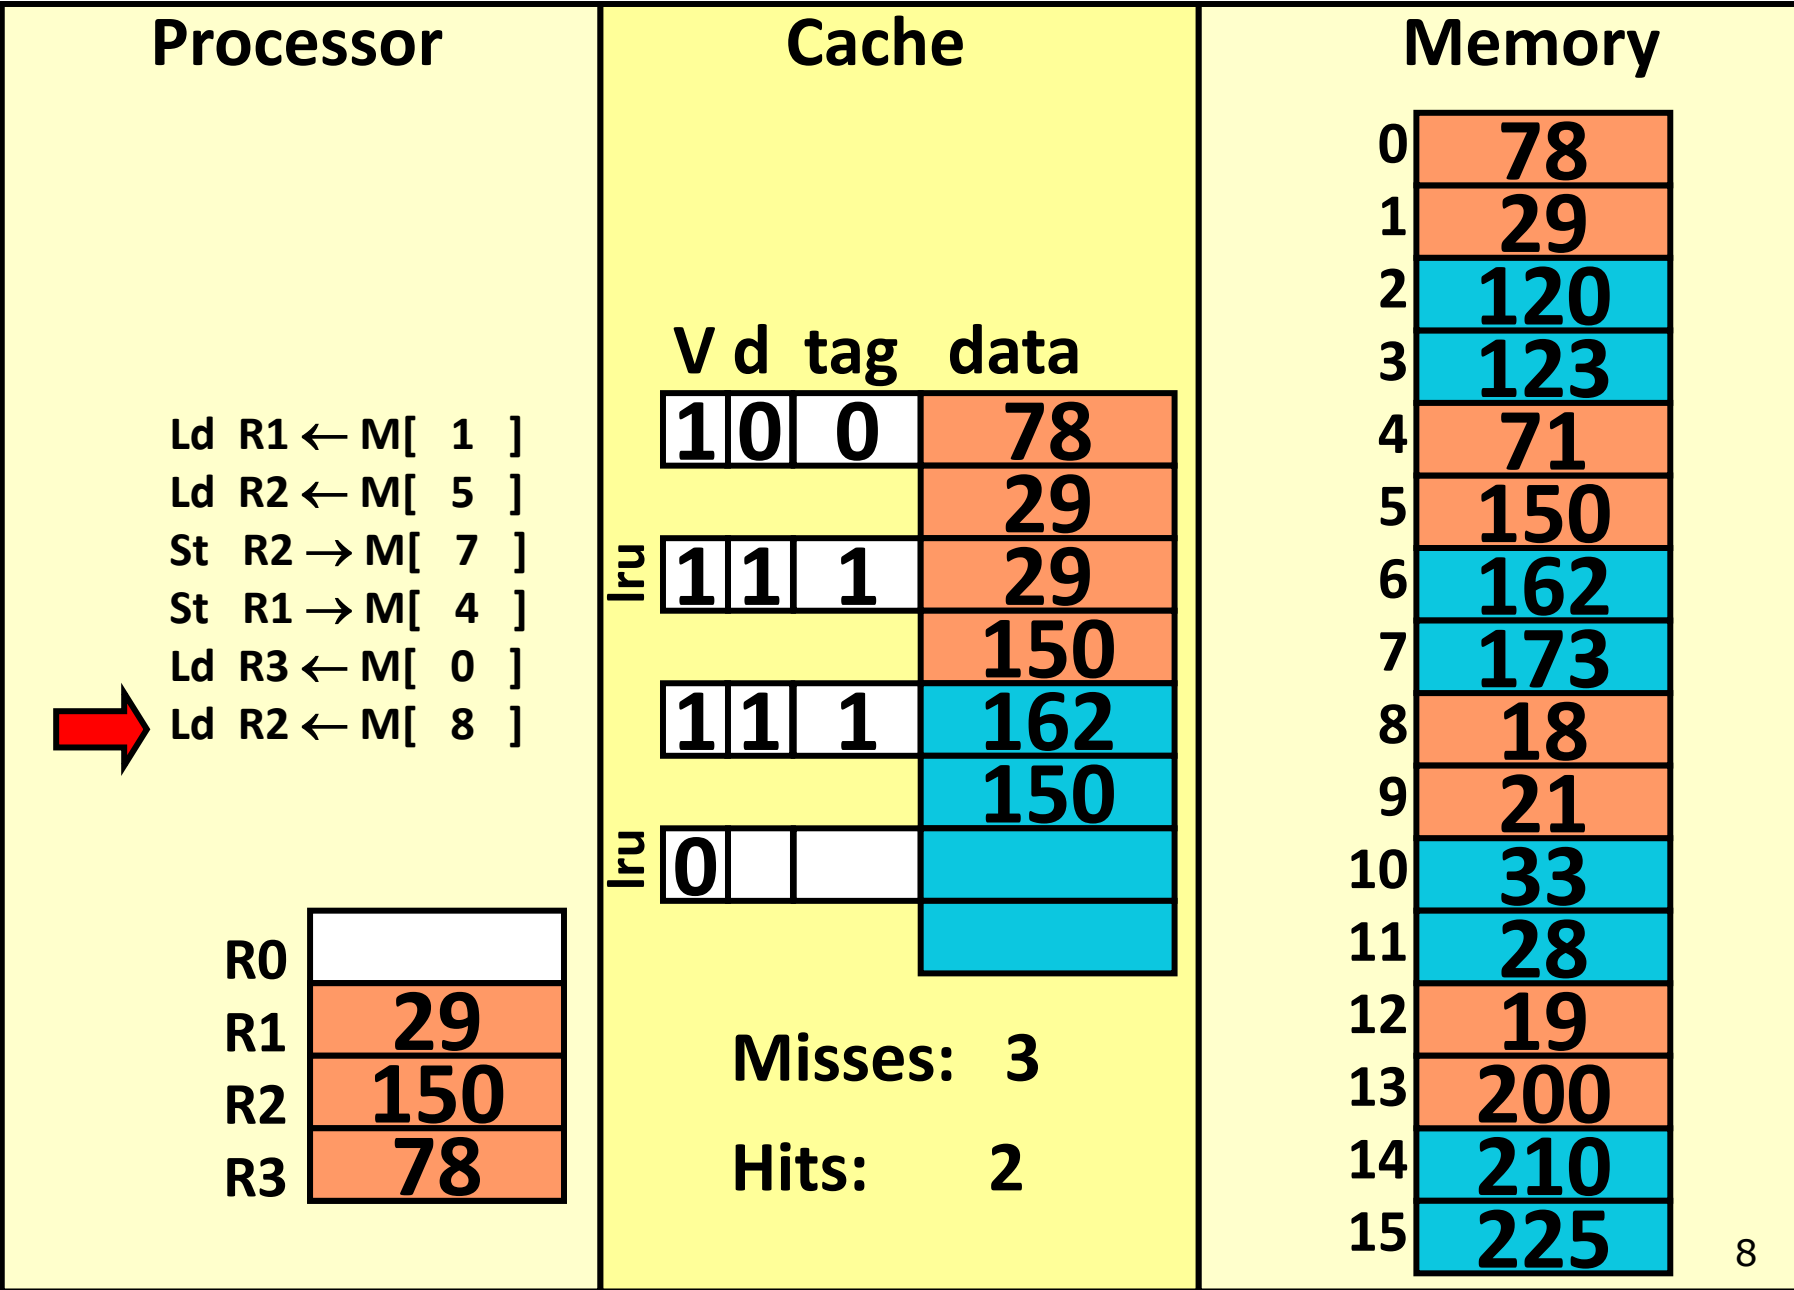 Processor
Ld R1 ← M[ 1 ]
Ld R2 ← M[ 5 ]
St R2 → M[ 7 ]
St R1 → M[ 4 ]
Ld R3 ← M[ 0 ]
Ld R2 ← M[ 8 ]
R0
R1 29
R2 150
R3 78
Cache
V d tag data
1 0 0 78
29
lru 1 1 1 29
150
1 1 1 162
150
lru 0
Misses: 3
Hits: 2
Memory
0 78
1 29
2 120
3 123
4 71
5 150
6 162
7 173
8 18
9 21
10 33
11 28
12 19
13 200
14 210
15 225
8